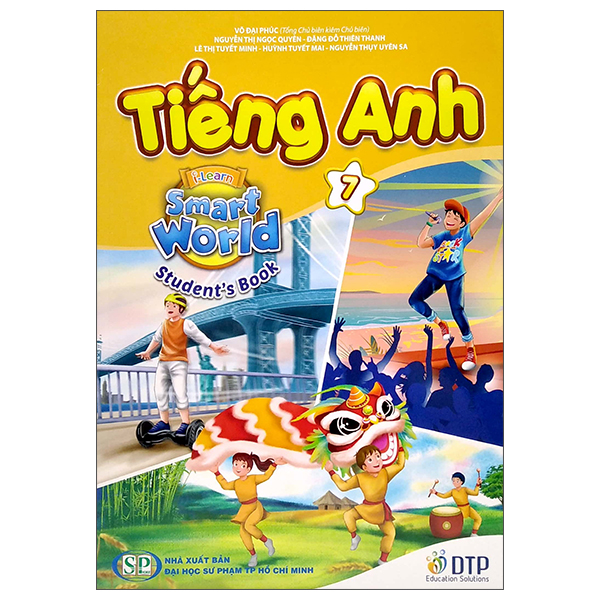 VÕ ĐẠI PHÚC (Tổng Chủ biên kiêm Chủ biên)
NGUYỄN THỊ NGỌC QUYÊN - ĐẶNG ĐỖ THIÊN THANH
LÊ THỊ TUYẾT MINH - HUỲNH TUYẾT MAI - NGUYỄN THỤY UYÊN SA
Tiếng Anh
7
i-Learn
Smart
World
Student's Book
SP
NHÀ XUẤT BẢN
ĐẠI HỌC SƯ PHẠM TP HỒ CHÍ MINH
DTP
Education Solutions